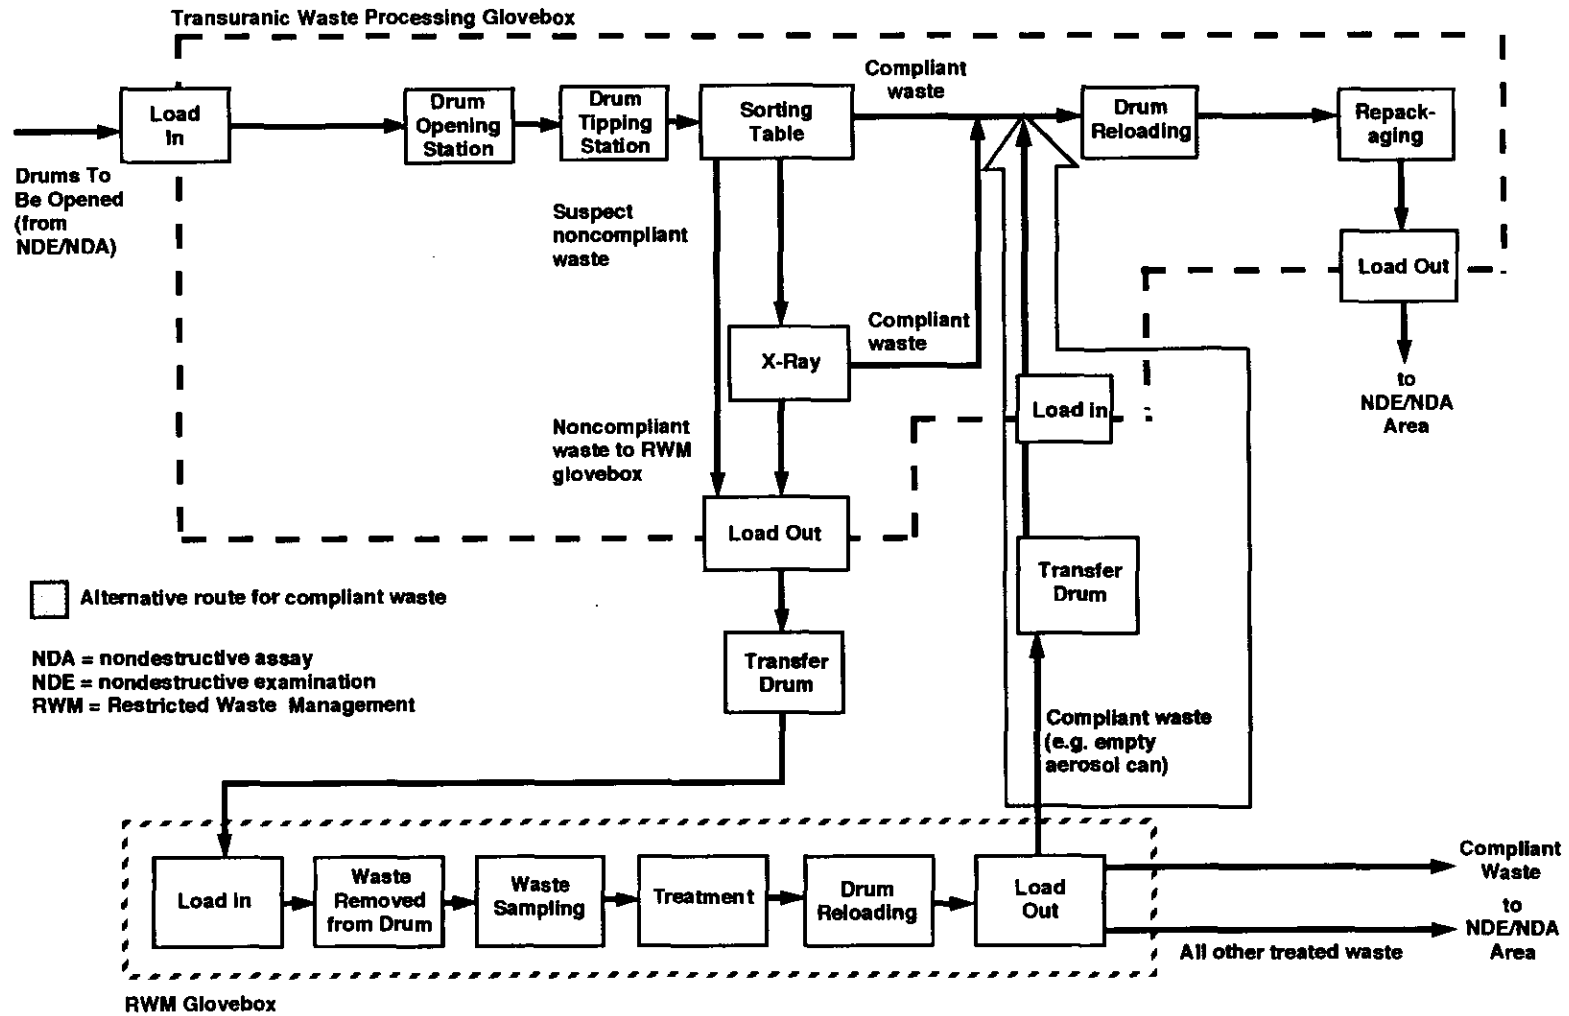 Transuranic Waste Processing Glovebox
Load
In
Drum
Opening
Station
Drum
Tipping
Station
Sorting
Table
Compliant
waste
Drum
Reloading
Repack-
aging
Drums To
Be Opened
(from
NDE/NDA)
Suspect
noncompliant
waste
Load Out
X-Ray
Compliant
waste
to
NDE/NDA
Area
Load in
Noncompliant
waste to RWM
glovebox
Load Out
Transfer
Drum
Alternative route for compliant waste
NDA = nondestructive assay
NDE = nondestructive examination
RWM = Restricted Waste Management
Transfer
Drum
Compliant waste
(e.g. empty
aerosol can)
Load in
Waste
Removed
from Drum
Waste
Sampling
Treatment
Drum
Reloading
Load
Out
Compliant
Waste
to
NDE/NDA
Area
All other treated waste
RWM Glovebox